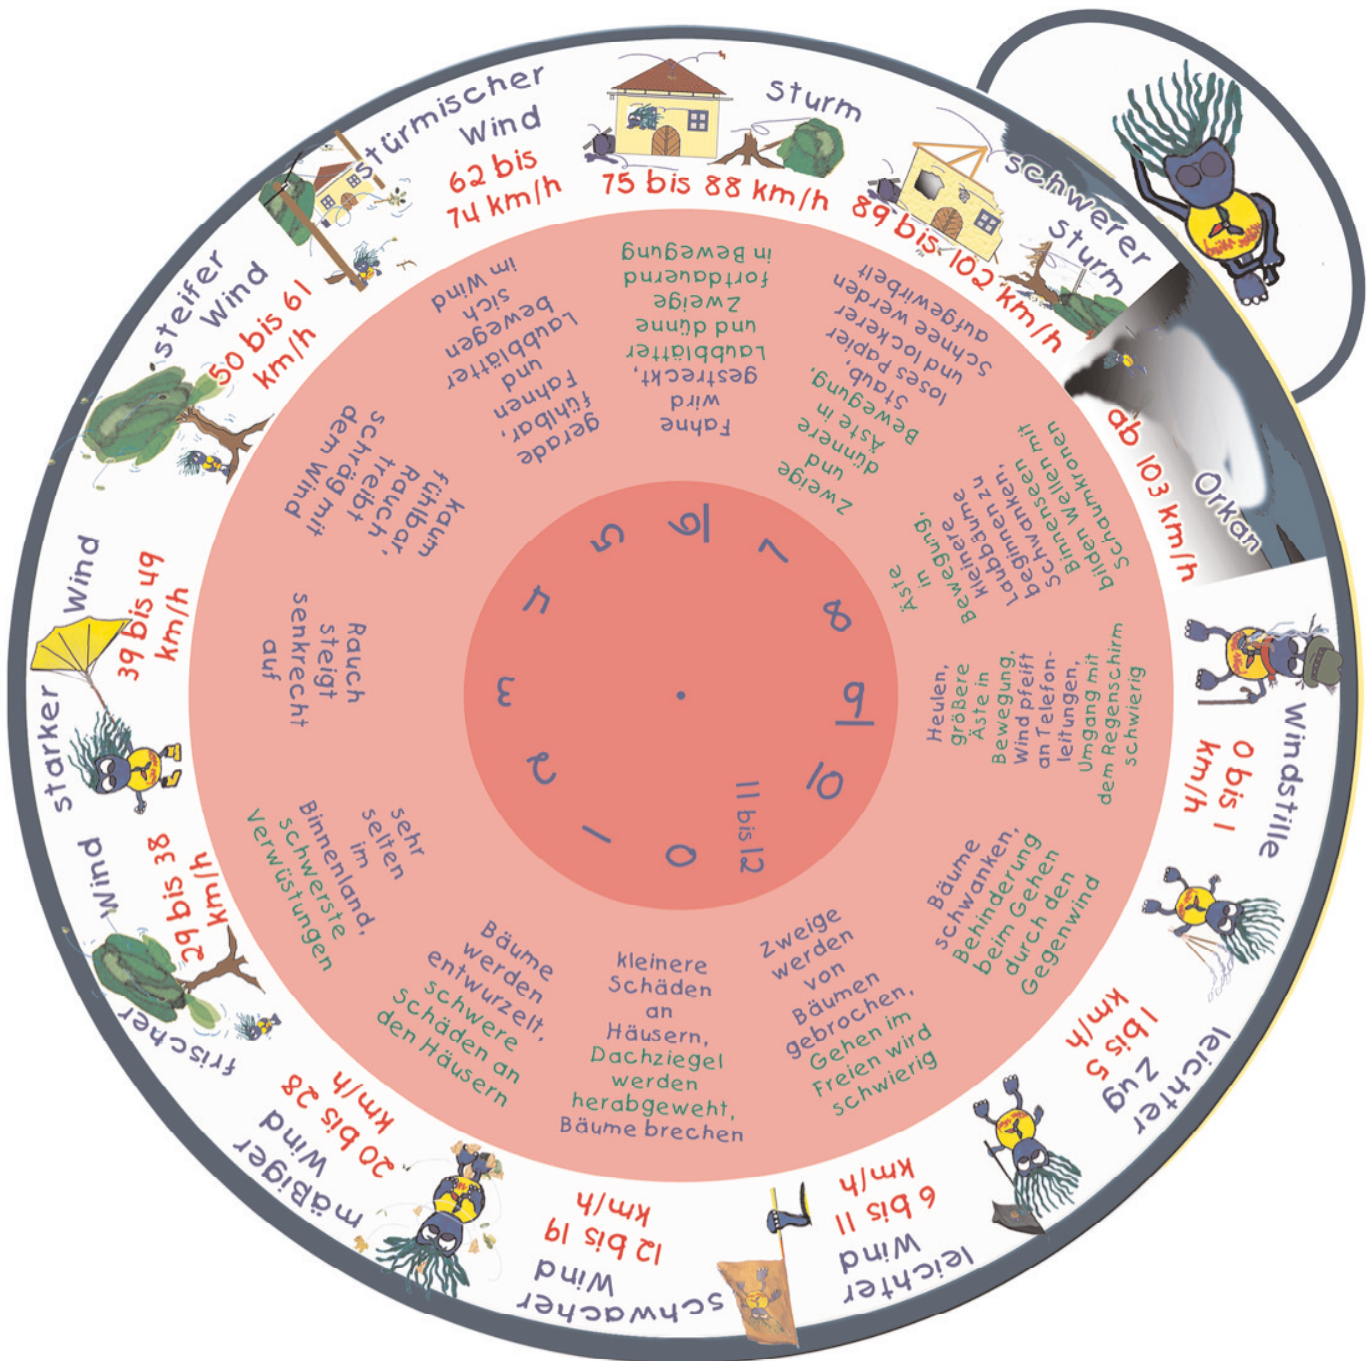 Windstille
0 bis 1
km/h
leichter
Zug
1 bis 5
km/h
leichter
Wind
6 bis 11
km/h
schwacher
Wind
12 bis 19
km/h
mäßiger
Wind
20 bis 28
km/h
frischer Wind
29 bis 38
km/h
starker Wind
39 bis 49
km/h
steifer
Wind
50 bis 61
km/h
stürmischer
Wind
62 bis
74 km/h
Sturm
75 bis 88 km/h
schwerer
Sturm
89 bis 102 km/h
Orkan
ab 103 km/h
Rauch
steigt
senkrecht
auf
kaum
fühlbar,
Rauch
treibt
schräg mit
dem Wind
gerade
fühlbar,
Fahnen
und
Laubblätter
bewegen
sich
im Wind
Fahne
wird
gestreckt,
Laubblätter
und dünne
Zweige
fortdauernd
in Bewegung
Zweige
und
dünnere
Äste in
Bewegung,
Staub,
loses Papier
und lockerer
Schnee werden
aufgewirbelt
Äste
in
Bewegung,
kleinere
Laubbäume
beginnen zu
schwanken,
Binnenseen
bilden Wellen mit
Schaumkronen
Heulen,
größere
Äste in
Bewegung,
Wind pfeift
an Telefon-
leitungen,
Umgang mit
dem Regenschirm
schwierig
Bäume
schwanken,
Behinderung
beim Gehen
durch den
Gegenwind
Zweige
werden
von
Bäumen
gebrochen,
Gehen im
Freien wird
schwierig
kleinere
Schäden
an
Häusern,
Dachziegel
werden
herabgeweht,
Bäume brechen
Bäume
werden
entwurzelt,
schwere
Schäden an
den Häusern
sehr
selten
im
Binnenland,
schwerste
Verwüstungen
0
1
2
3
4
5
6
7
8
9
10
11 bis 12